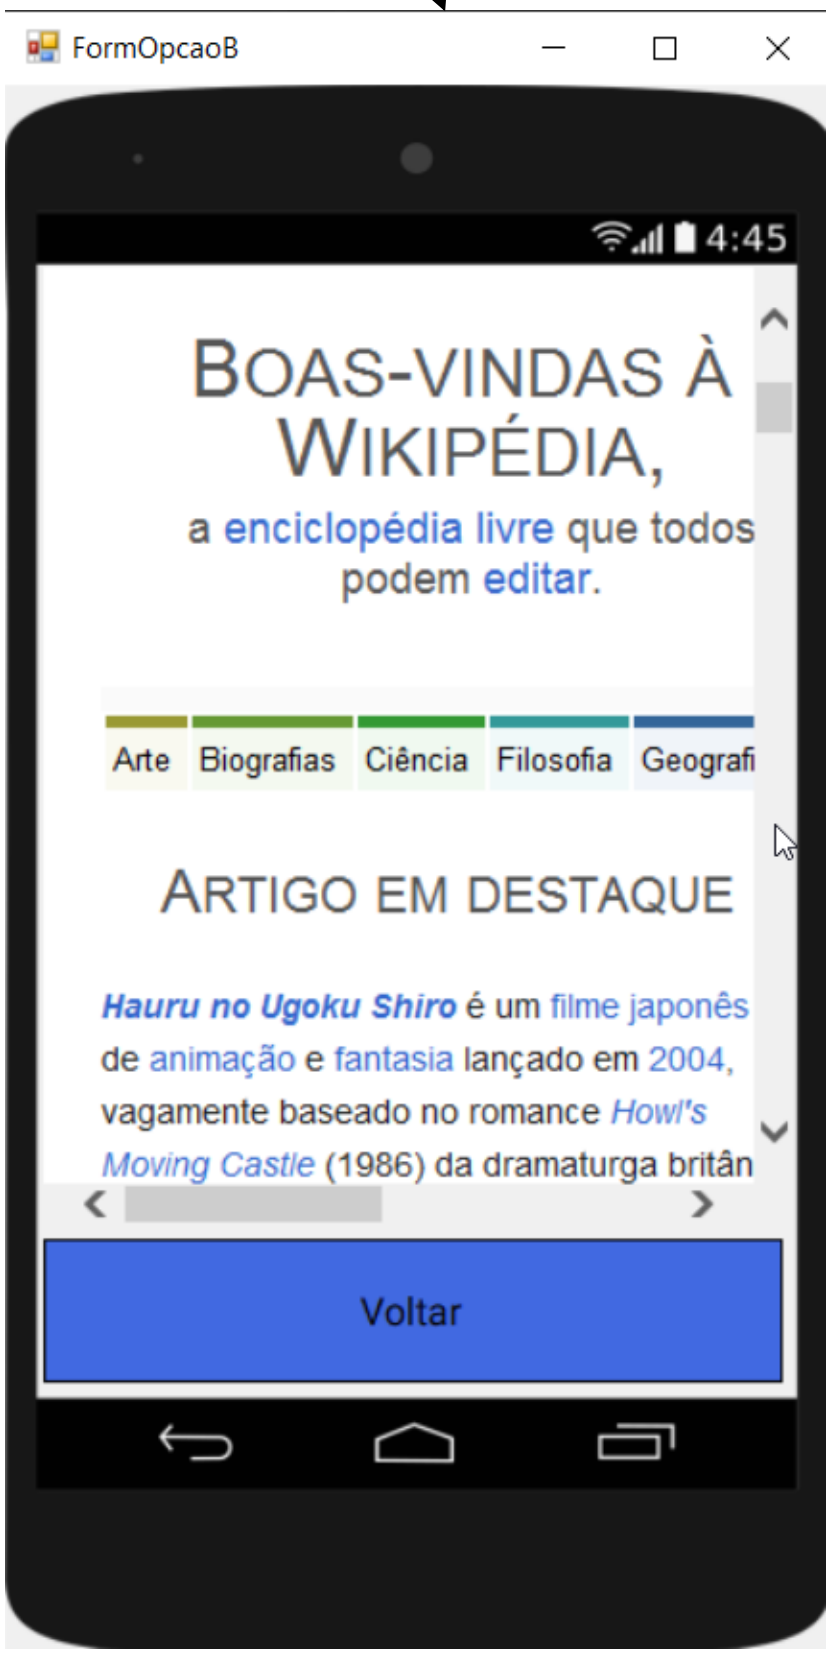 FormOpcaoB
4:45
BOAS-VINDAS À
WIKIPÉDIA,
a enciclopédia livre que todos
podem editar.
Arte Biografias Ciência Filosofia Geografi
ARTIGO EM DESTAQUE
Hauru no Ugoku Shiro é um filme japonês
de animação e fantasia lançado em 2004,
vagamente baseado no romance Howl's
Moving Castle (1986) da dramaturga britân
Voltar